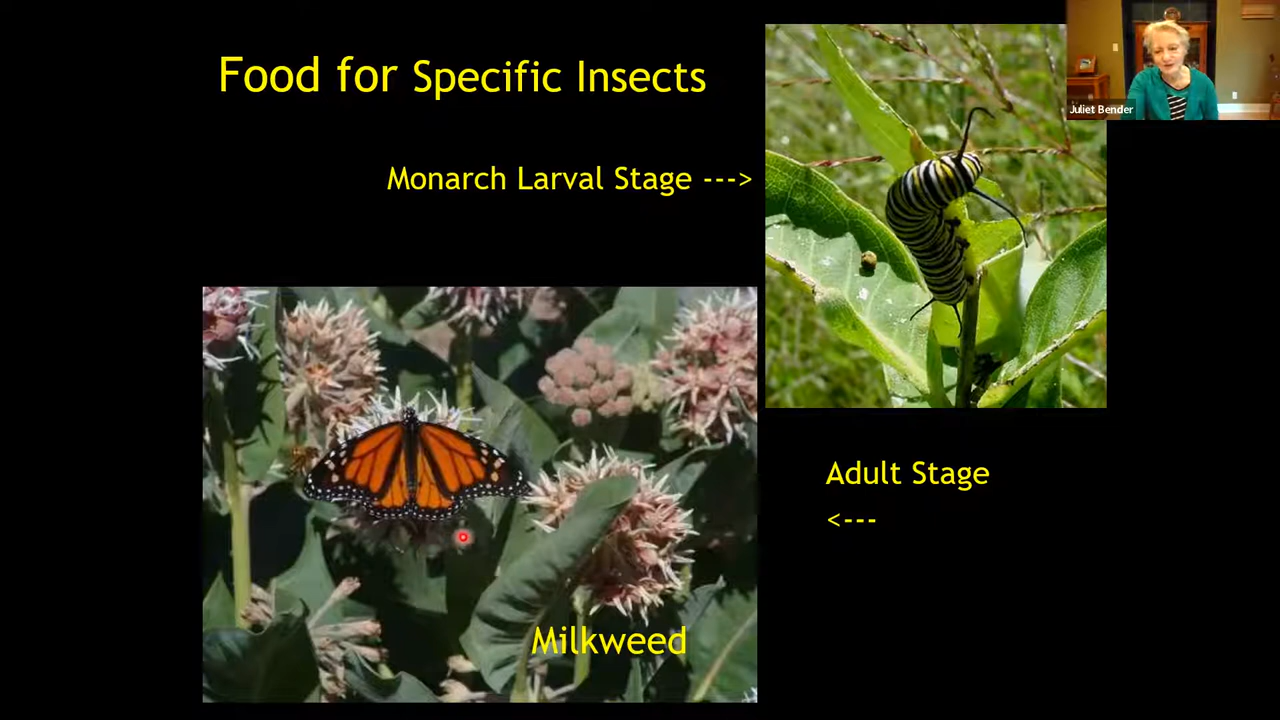 Food for Specific Insects
Juliet Bender
Monarch Larval Stage --->
Adult Stage
<---
Milkweed